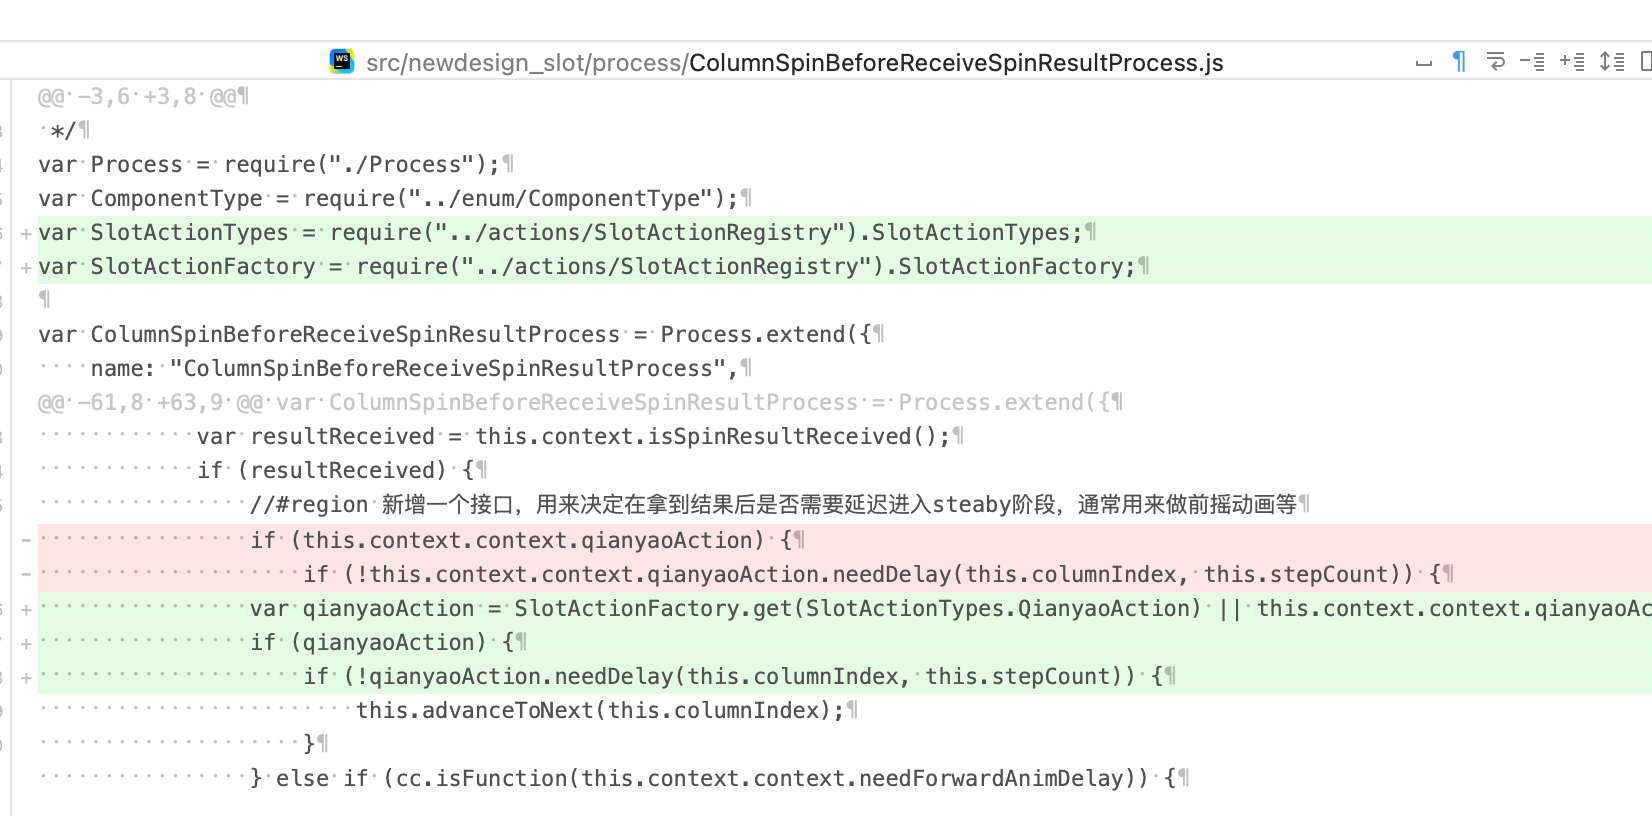 WS src/newdesign_slot/process/ColumnSpinBeforeReceiveSpinResultProcess.js
@@ -3,6 +3,8 @@
*/
var Process = require("./Process");
var ComponentType = require("../enum/ComponentType");
+var SlotActionTypes = require("../actions/SlotActionRegistry").SlotActionTypes;
+var SlotActionFactory = require("../actions/SlotActionRegistry").SlotActionFactory;
var ColumnSpinBeforeReceiveSpinResultProcess = Process.extend({
    name: "ColumnSpinBeforeReceiveSpinResultProcess",
@@ -61,8 +63,9 @@ var ColumnSpinBeforeReceiveSpinResultProcess = Process.extend({
            var resultReceived = this.context.isSpinResultReceived();
            if (resultReceived) {
                //#region 新增一个接口，用来决定在拿到结果后是否需要延迟进入steaby阶段，通常用来做前摇动画等
-                if (this.context.context.qianyaoAction) {
-                    if (!this.context.context.qianyaoAction.needDelay(this.columnIndex, this.stepCount)) {
+                var qianyaoAction = SlotActionFactory.get(SlotActionTypes.QianyaoAction) || this.context.context.qianyaoAc
+                if (qianyaoAction) {
+                    if (!qianyaoAction.needDelay(this.columnIndex, this.stepCount)) {
                        this.advanceToNext(this.columnIndex);
                    }
                } else if (cc.isFunction(this.context.context.needForwardAnimDelay)) {